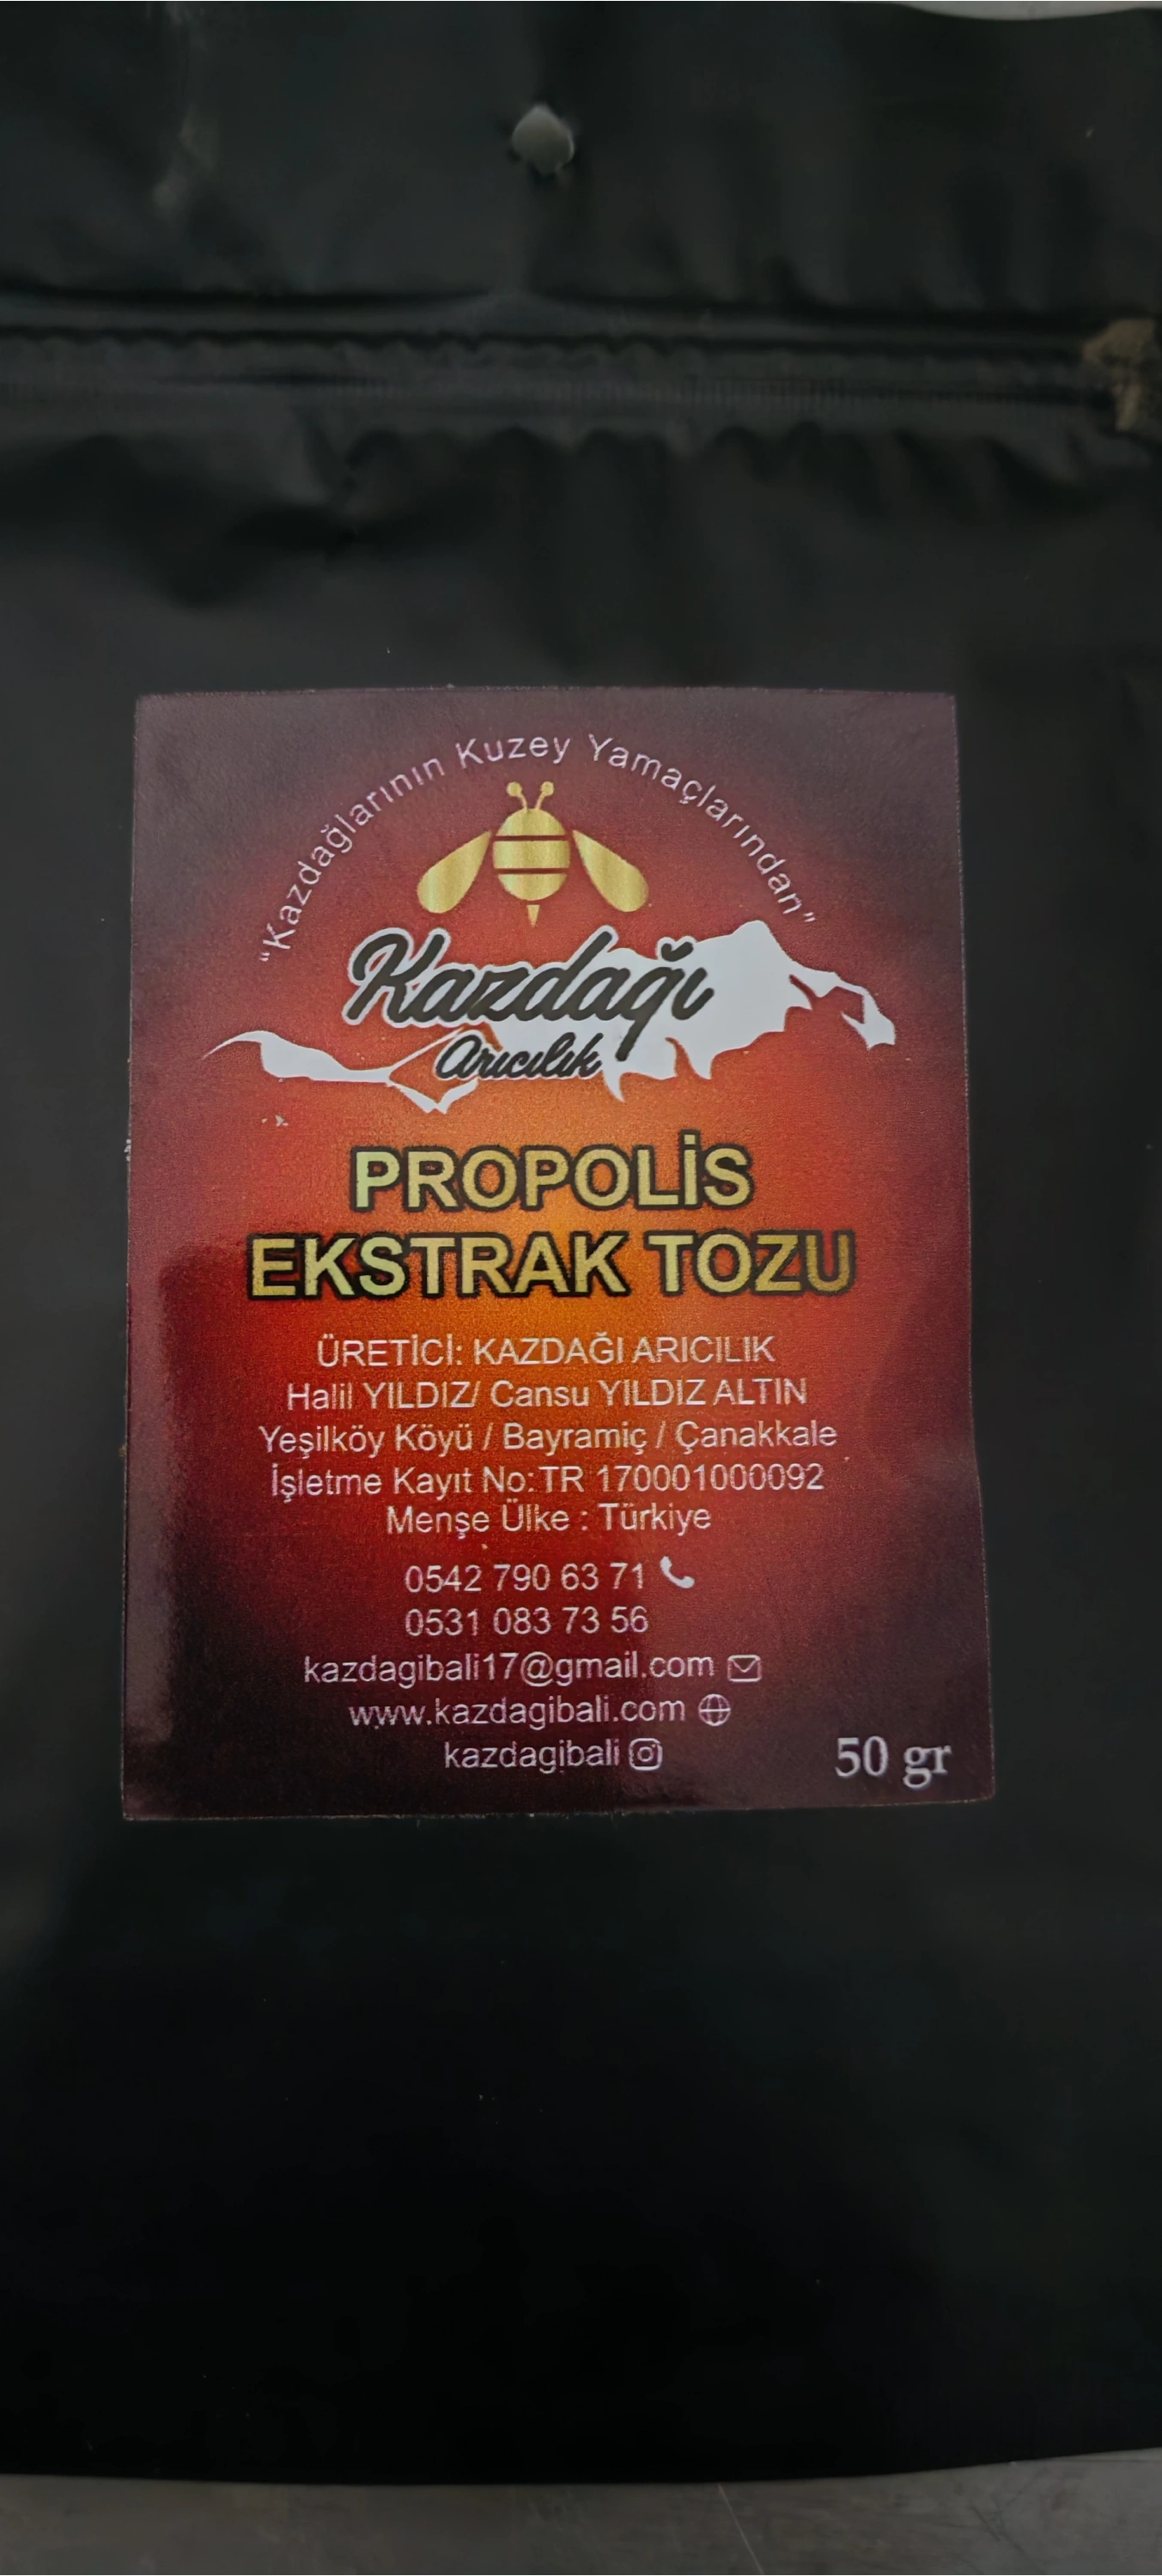 “Kazdağlarının Kuzey Yamaçlarından”
Kazdağı
Arıcılık
PROPOLİS
EKSTRAK TOZU
ÜRETİCİ: KAZDAĞI ARICILIK
Halil YILDIZ/ Cansu YILDIZ ALTIN
Yeşilköy Köyü / Bayramiç / Çanakkale
İşletme Kayıt No:TR 170001000092
Menşe Ülke : Türkiye
0542 790 63 71
0531 083 73 56
kazdagibali17@gmail.com
www.kazdagibali.com
kazdagibali
50 gr